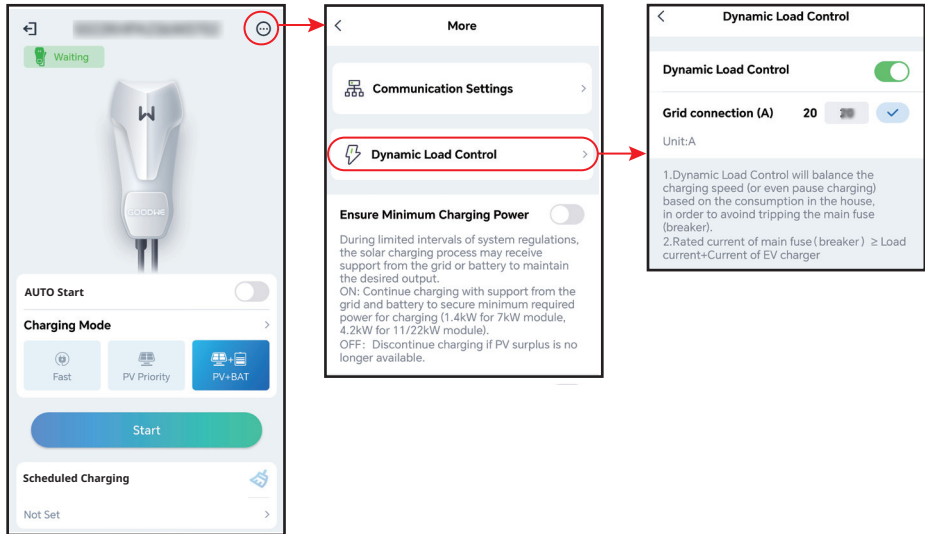 Waiting
W
GOODWE
AUTO Start
Charging Mode
Fast
PV Priority
PV+BAT
Start
Scheduled Charging
Not Set
More
Communication Settings
Dynamic Load Control
Ensure Minimum Charging Power
During limited intervals of system regulations,
the solar charging process may receive
support from the grid or battery to maintain
the desired output.
ON: Continue charging with support from the
grid and battery to secure minimum required
power for charging (1.4kW for 7kW module,
4.2kW for 11/22kW module).
OFF: Discontinue charging if PV surplus is no
longer available.
Dynamic Load Control
Dynamic Load Control
Grid connection (A) 20
Unit:A
1.Dynamic Load Control will balance the
charging speed (or even pause charging)
based on the consumption in the house,
in order to avoind tripping the main fuse
(breaker).
2.Rated current of main fuse(breaker) ≥ Load
current+Current of EV charger